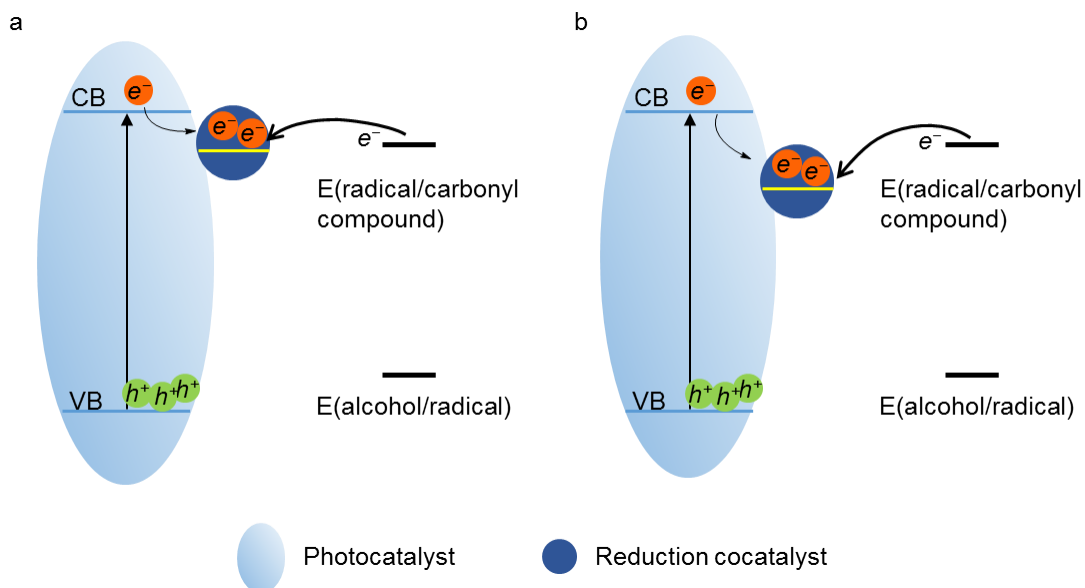 a
CB
e⁻
e⁻
e⁻
e⁻
E(radical/carbonyl
compound)
VB
h⁺
h⁺
h⁺
E(alcohol/radical)
b
CB
e⁻
e⁻
e⁻
e⁻
E(radical/carbonyl
compound)
VB
h⁺
h⁺
h⁺
E(alcohol/radical)
Photocatalyst
Reduction cocatalyst